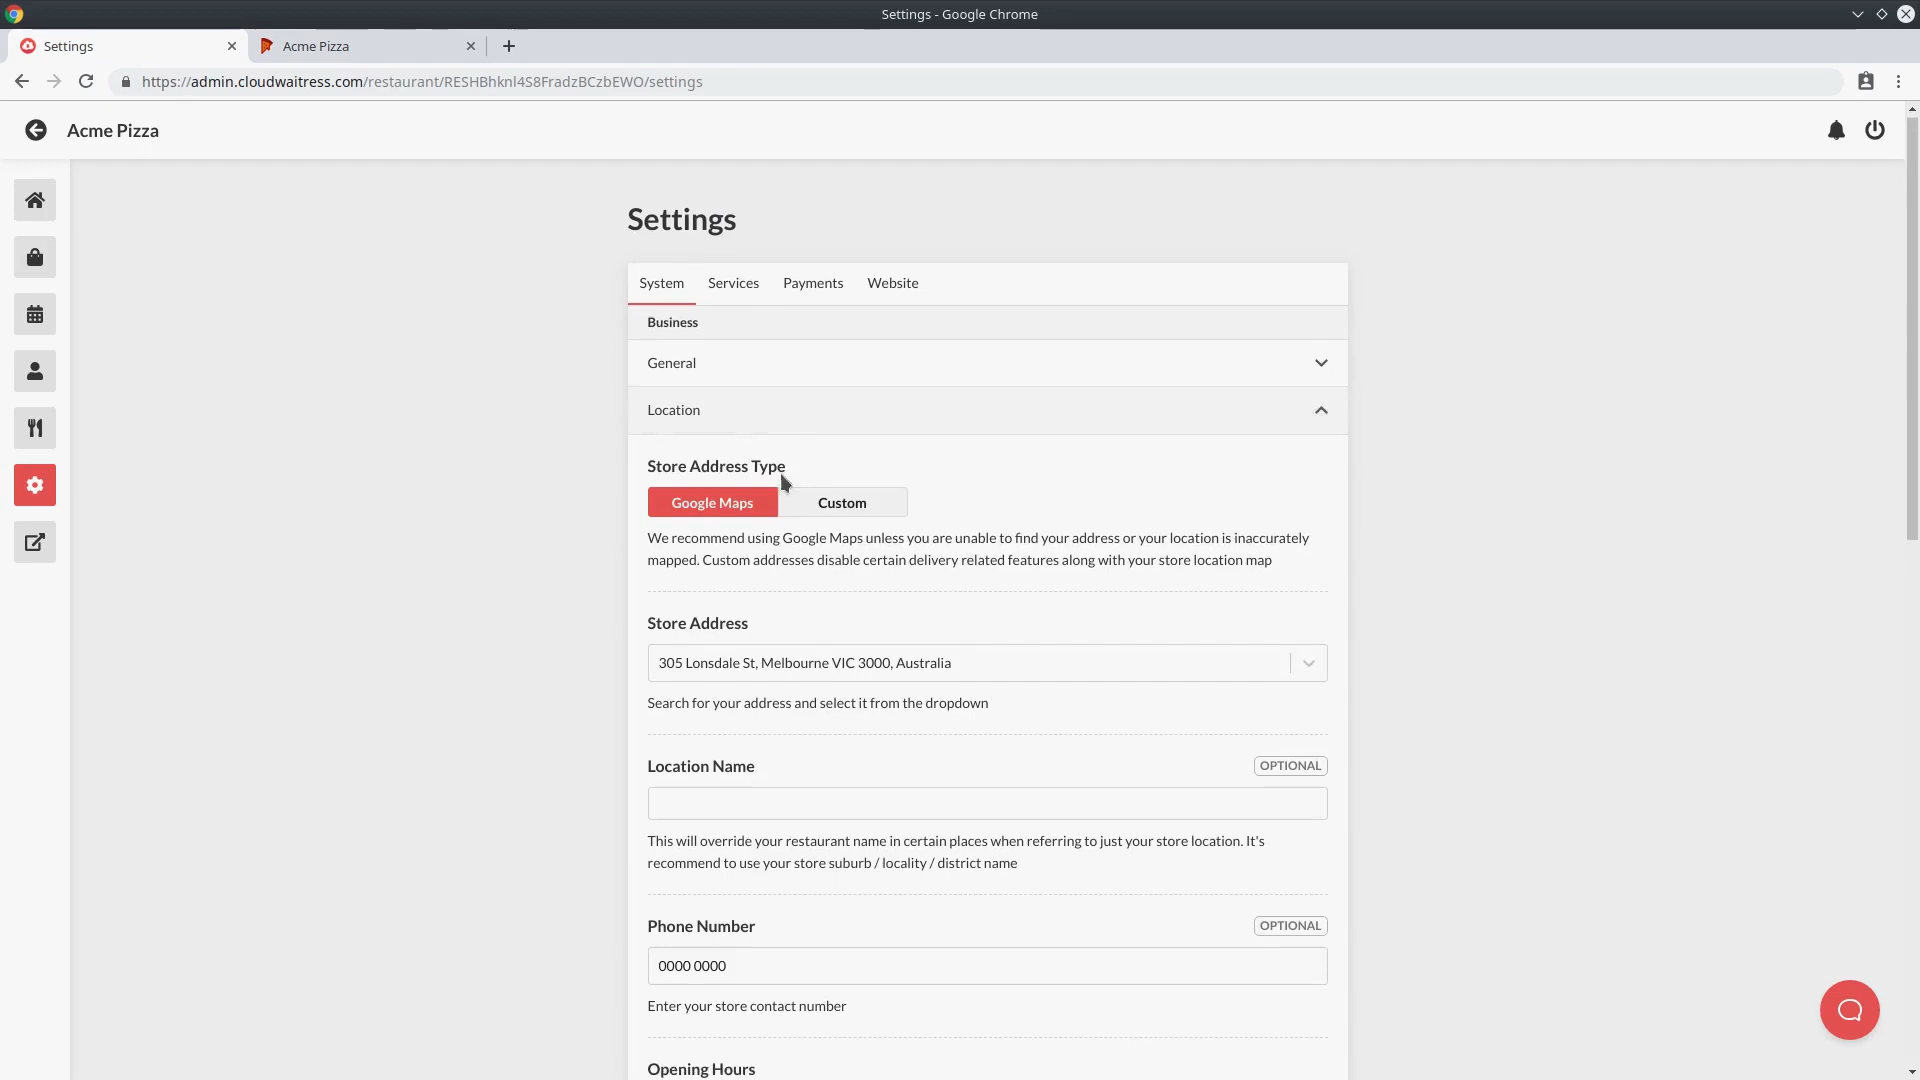 Settings - Google Chrome
Settings
Acme Pizza
https://admin.cloudwaitress.com/restaurant/RESHBhknl4S8FradzBCzbEWO/settings
Acme Pizza
Settings
System Services Payments Website
Business
General
Location
Store Address Type
Google Maps Custom
We recommend using Google Maps unless you are unable to find your address or your location is inaccurately
mapped. Custom addresses disable certain delivery related features along with your store location map
Store Address
305 Lonsdale St, Melbourne VIC 3000, Australia
Search for your address and select it from the dropdown
Location Name OPTIONAL
This will override your restaurant name in certain places when referring to just your store location. It's
recommend to use your store suburb / locality / district name
Phone Number OPTIONAL
0000 0000
Enter your store contact number
Opening Hours